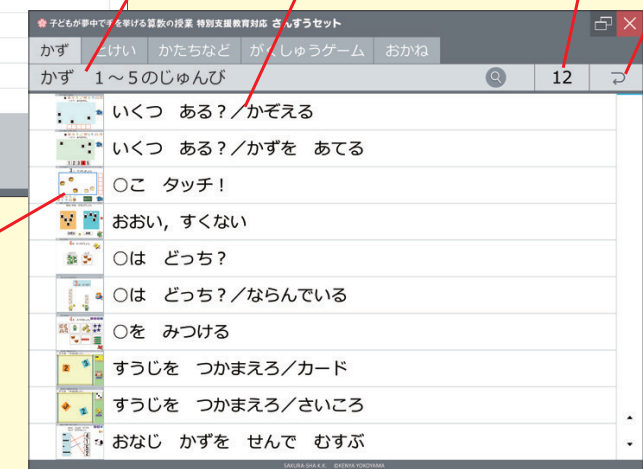 子どもが夢中で手を挙げる算数の授業 特別支援教育対応 さんすうセット
かず とけい かたちなど がくしゅうゲーム おかね
かず 1～5のじゅんび 12
いくつ ある？／かぞえる
いくつ ある？／かずを あてる
○こ タッチ！
おおい，すくない
○は どっち？
○は どっち？／ならんでいる
○を みつける
すうじを つかまえろ／カード
すうじを つかまえろ／さいころ
おなじ かずを せんで むすぶ
SAKURA-SHA K.K. ©KENYA YOKOYAMA